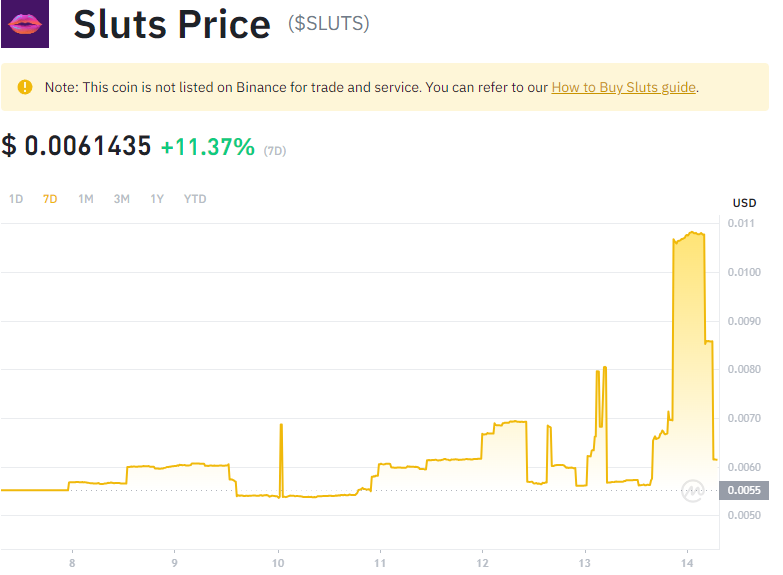 Sluts Price ($SLUTS)
Note: This coin is not listed on Binance for trade and service. You can refer to our How to Buy Sluts guide.
$ 0.0061435 +11.37% (7D)
1D 7D 1M 3M 1Y YTD
USD
0.011
0.0100
0.0090
0.0080
0.0070
0.0060
0.0055
0.0050
8 9 10 11 12 13 14